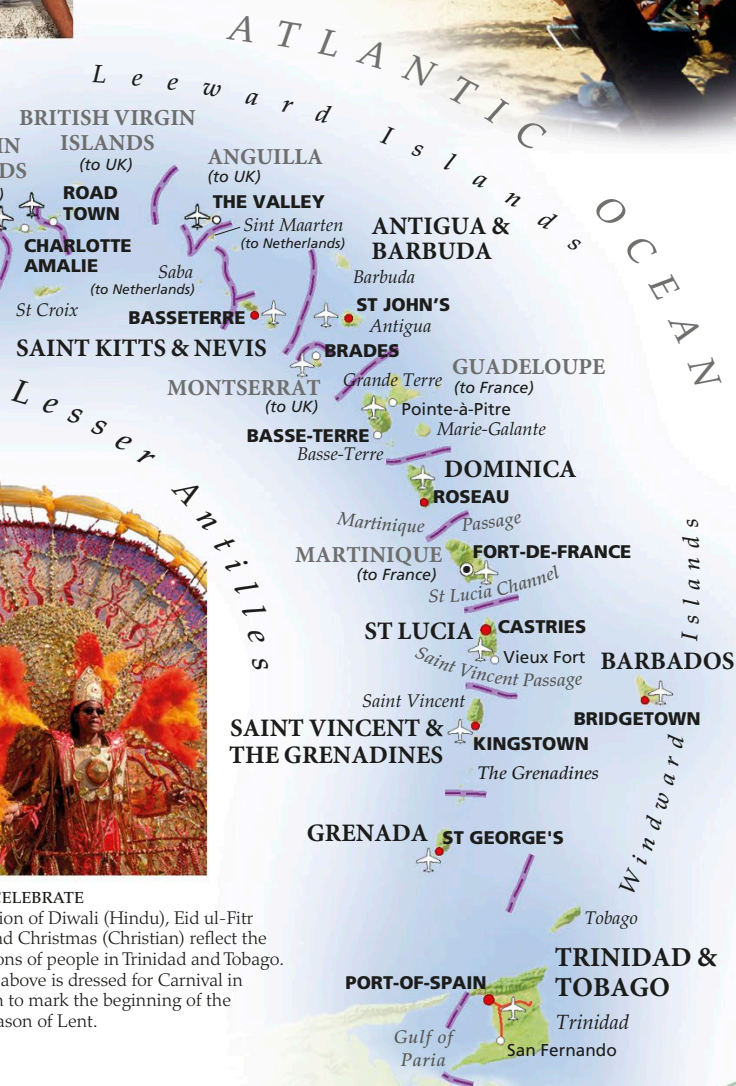 ATLANTIC OCEAN
Leeward Islands
BRITISH VIRGIN
ISLANDS
(to UK)
IN
DS
)
ANGUILLA
(to UK)
ROAD
TOWN
THE VALLEY
Sint Maarten
(to Netherlands)
ANTIGUA &
BARBUDA
CHARLOTTE
AMALIE
Saba
(to Netherlands)
Barbuda
St Croix
BASSETERRE
ST JOHN'S
Antigua
SAINT KITTS & NEVIS
BRADES
MONTSERRAT
(to UK)
Grande Terre
GUADELOUPE
(to France)
Pointe-à-Pitre
Marie-Galante
BASSE-TERRE
Basse-Terre
Lesser Antilles
DOMINICA
ROSEAU
Martinique Passage
MARTINIQUE
(to France)
FORT-DE-FRANCE
St Lucia Channel
ST LUCIA
CASTRIES
Vieux Fort
Saint Vincent Passage
BARBADOS
BRIDGETOWN
Saint Vincent
SAINT VINCENT &
THE GRENADINES
KINGSTOWN
The Grenadines
Windward Islands
GRENADA
ST GEORGE'S
Tobago
TRINIDAD &
TOBAGO
PORT-OF-SPAIN
Trinidad
Gulf of
Paria
San Fernando
CELEBRATE
ion of Diwali (Hindu), Eid ul-Fitr
nd Christmas (Christian) reflect the
ons of people in Trinidad and Tobago.
above is dressed for Carnival in
n to mark the beginning of the
ason of Lent.